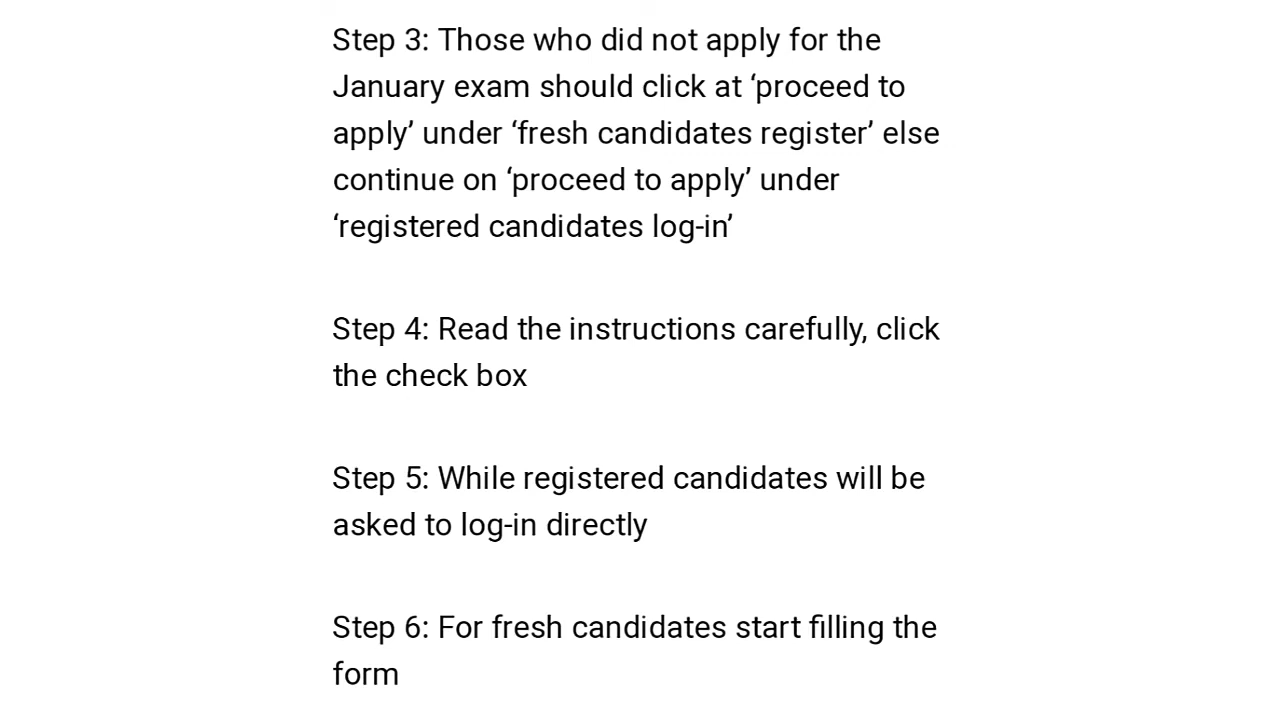 Step 3: Those who did not apply for the
January exam should click at ‘proceed to
apply’ under ‘fresh candidates register’ else
continue on ‘proceed to apply’ under
‘registered candidates log-in’
Step 4: Read the instructions carefully, click
the check box
Step 5: While registered candidates will be
asked to log-in directly
Step 6: For fresh candidates start filling the
form